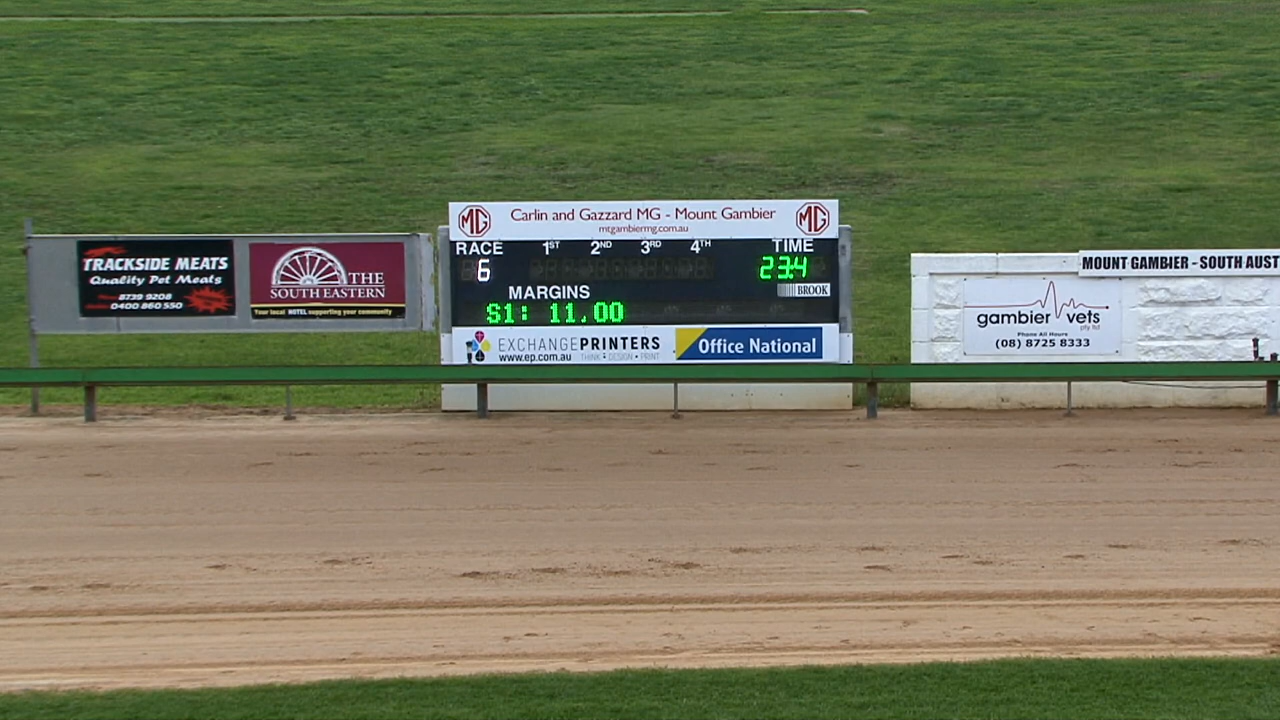 TRACKSIDE MEATS
Quality Pet Meats
8739 9208
0400 860 550
THE
SOUTH EASTERN
Your local HOTEL supporting your community
MG Carlin and Gazzard MG - Mount Gambier MG
mtgambiermg.com.au
RACE 1ST 2ND 3RD 4TH TIME
6 23:4
BROOK
MARGINS
S1: 11.00
EXCHANGEPRINTERS
www.ep.com.au THINK • DESIGN • PRINT
Office National
MOUNT GAMBIER - SOUTH AUST
gambier vets
pty ltd
Phone All Hours
(08) 8725 8333